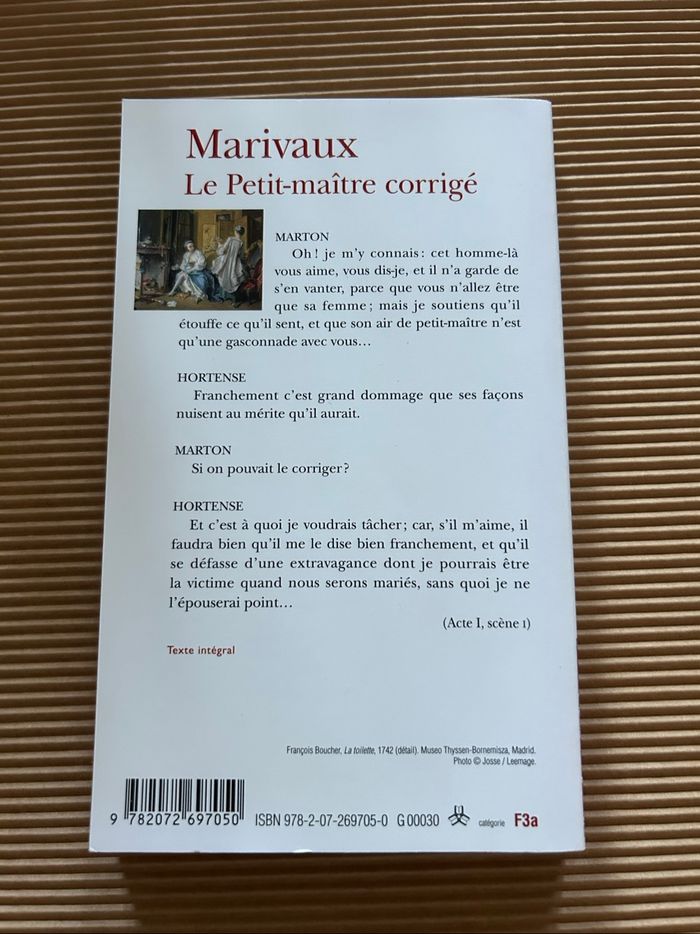 Marivaux
Le Petit-maître corrigé
MARTON
Oh ! je m'y connais : cet homme-là
vous aime, vous dis-je, et il n'a garde de
s'en vanter, parce que vous n'allez être
que sa femme ; mais je soutiens qu'il
étouffe ce qu'il sent, et que son air de petit-maître n'est
qu'une gasconnade avec vous…
HORTENSE
Franchement c'est grand dommage que ses façons
nuisent au mérite qu'il aurait.
MARTON
Si on pouvait le corriger ?
HORTENSE
Et c'est à quoi je voudrais tâcher ; car, s'il m'aime, il
faudra bien qu'il me le dise bien franchement, et qu'il
se défasse d'une extravagance dont je pourrais être
la victime quand nous serons mariés, sans quoi je ne
l'épouserai point…
(Acte I, scène I)
Texte intégral
François Boucher, La toilette, 1742 (détail). Museo Thyssen-Bornemisza, Madrid.
Photo © Josse / Leemage.
9 782072 697050
ISBN 978-2-07-269705-0 G 00030 catégorie F3a